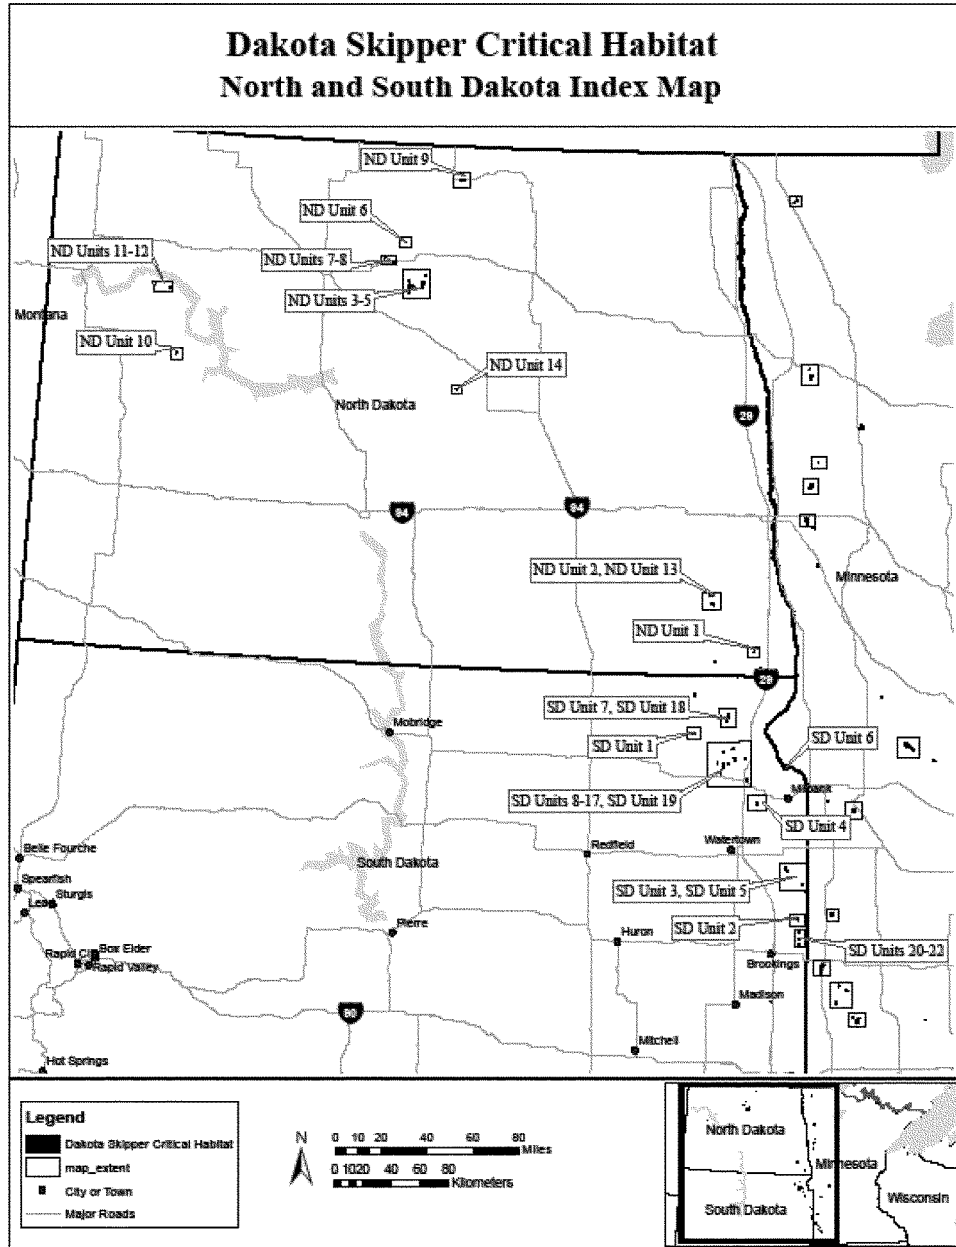 Dakota Skipper Critical Habitat
North and South Dakota Index Map
ND Unit 9
ND Unit 6
ND Units 11-12
ND Units 7-8
ND Units 3-5
Montana
ND Unit 10
ND Unit 14
North Dakota
29
94
94
ND Unit 2, ND Unit 13
Minnesota
ND Unit 1
29
SD Unit 7, SD Unit 18
Mobridge
SD Unit 1
SD Unit 6
SD Units 8-17, SD Unit 19
Milbank
SD Unit 4
Belle Fourche
Redfield
Watertown
South Dakota
Spearfish
Sturgis
SD Unit 3, SD Unit 5
Pierre
SD Unit 2
Huron
Box Elder
SD Units 20-22
Rapid City
Rapid Valley
Brookings
Madison
90
Mitchell
Hot Springs
Legend
Dakota Skipper Critical Habitat
map_extent
City or Town
Major Roads
N
0 10 20 40 60 80
Miles
0 10 20 40 60 80
Kilometers
North Dakota
Minnesota
South Dakota
Wisconsin